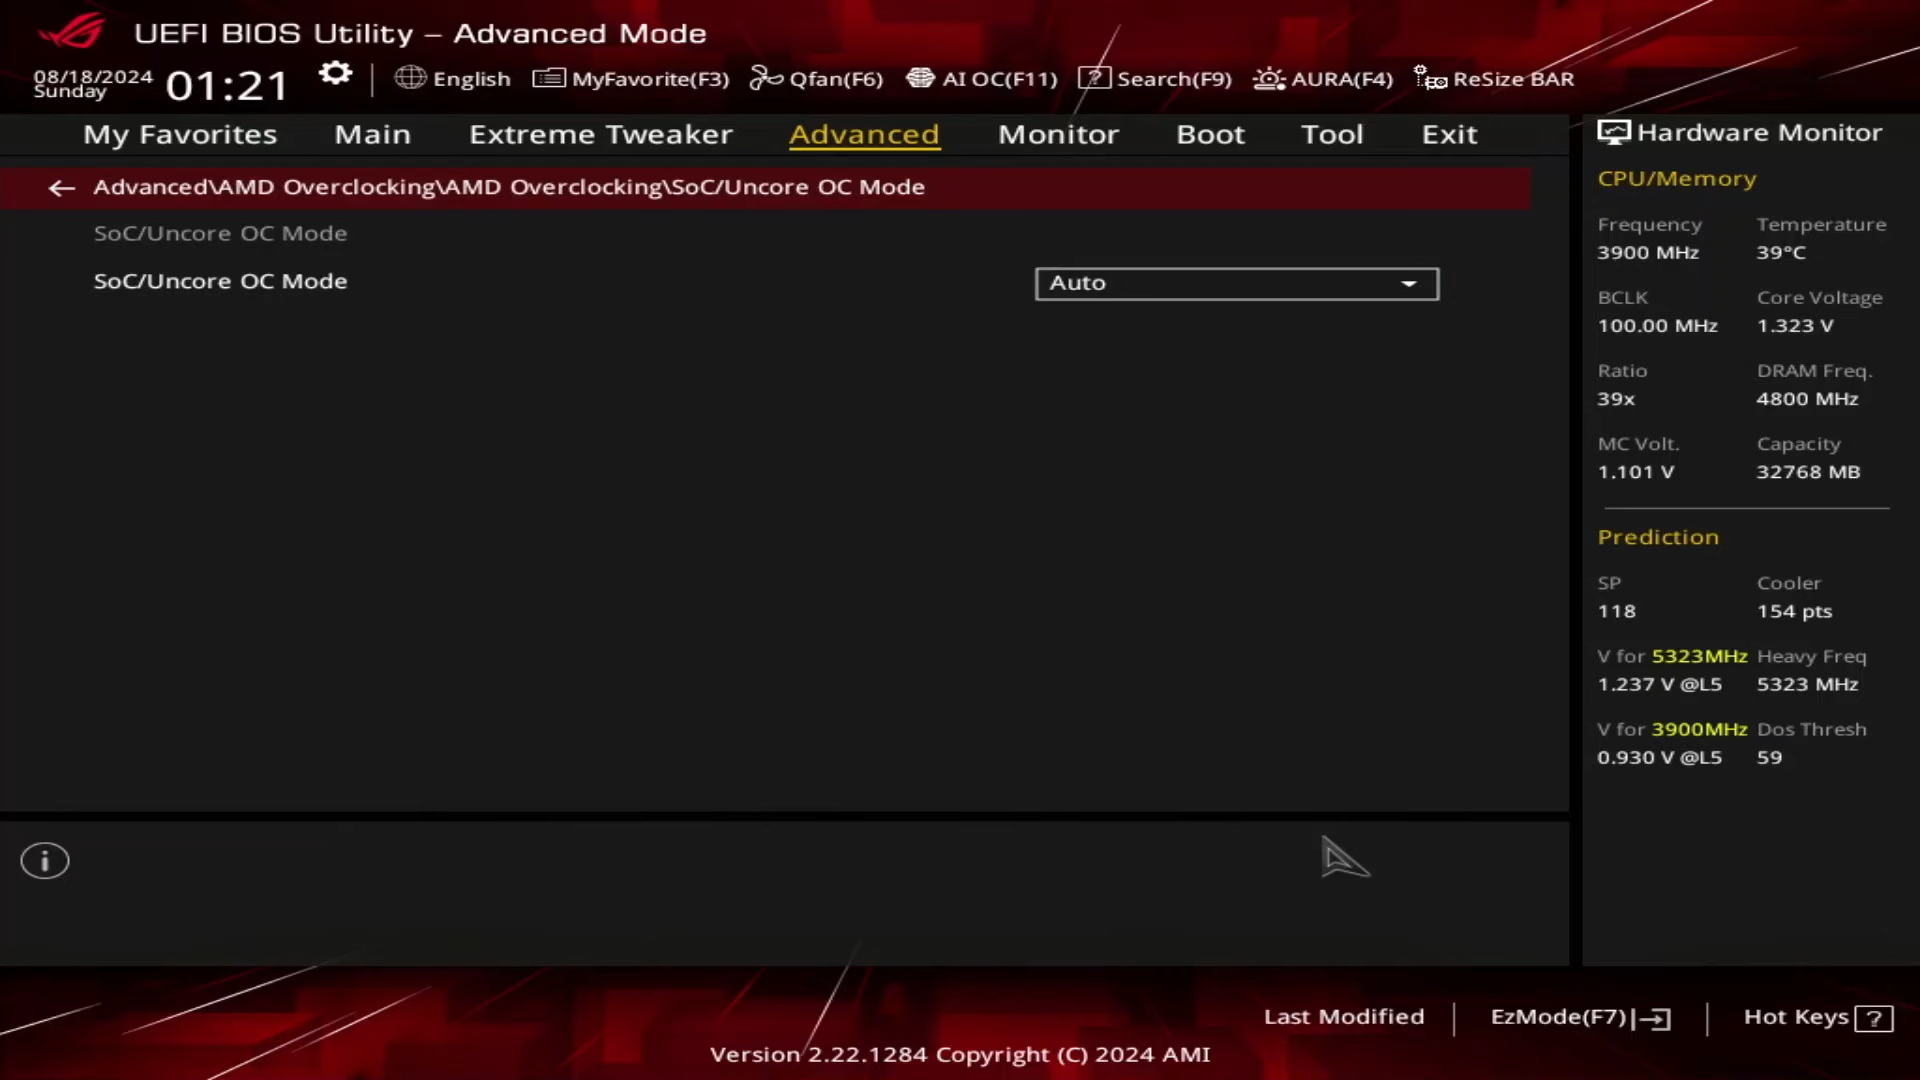 UEFI BIOS Utility – Advanced Mode
08/18/2024
Sunday
01:21
English
MyFavorite(F3)
Qfan(F6)
AI OC(F11)
?
Search(F9)
AURA(F4)
ReSize BAR
My Favorites
Main
Extreme Tweaker
Advanced
Monitor
Boot
Tool
Exit
Advanced\AMD Overclocking\AMD Overclocking\SoC/Uncore OC Mode
SoC/Uncore OC Mode
SoC/Uncore OC Mode
Auto
Hardware Monitor
CPU/Memory
Frequency Temperature
3900 MHz 39°C
BCLK Core Voltage
100.00 MHz 1.323 V
Ratio DRAM Freq.
39x 4800 MHz
MC Volt. Capacity
1.101 V 32768 MB
Prediction
SP Cooler
118 154 pts
V for 5323MHz Heavy Freq
1.237 V @L5 5323 MHz
V for 3900MHz Dos Thresh
0.930 V @L5 59
i
Last Modified
EzMode(F7)
Hot Keys ?
Version 2.22.1284 Copyright (C) 2024 AMI